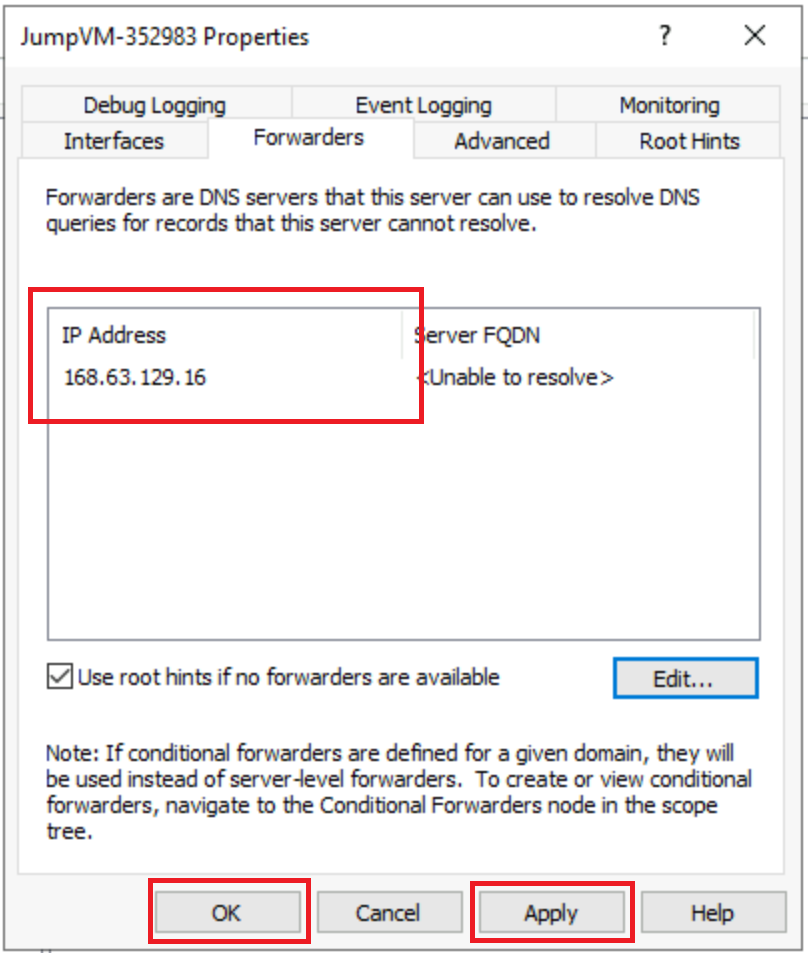 JumpVM-352983 Properties
?
Debug Logging
Event Logging
Monitoring
Interfaces
Forwarders
Advanced
Root Hints
Forwarders are DNS servers that this server can use to resolve DNS
queries for records that this server cannot resolve.
IP Address
Server FQDN
168.63.129.16
<Unable to resolve>
Use root hints if no forwarders are available
Edit...
Note: If conditional forwarders are defined for a given domain, they will
be used instead of server-level forwarders.  To create or view conditional
forwarders, navigate to the Conditional Forwarders node in the scope
tree.
OK
Cancel
Apply
Help